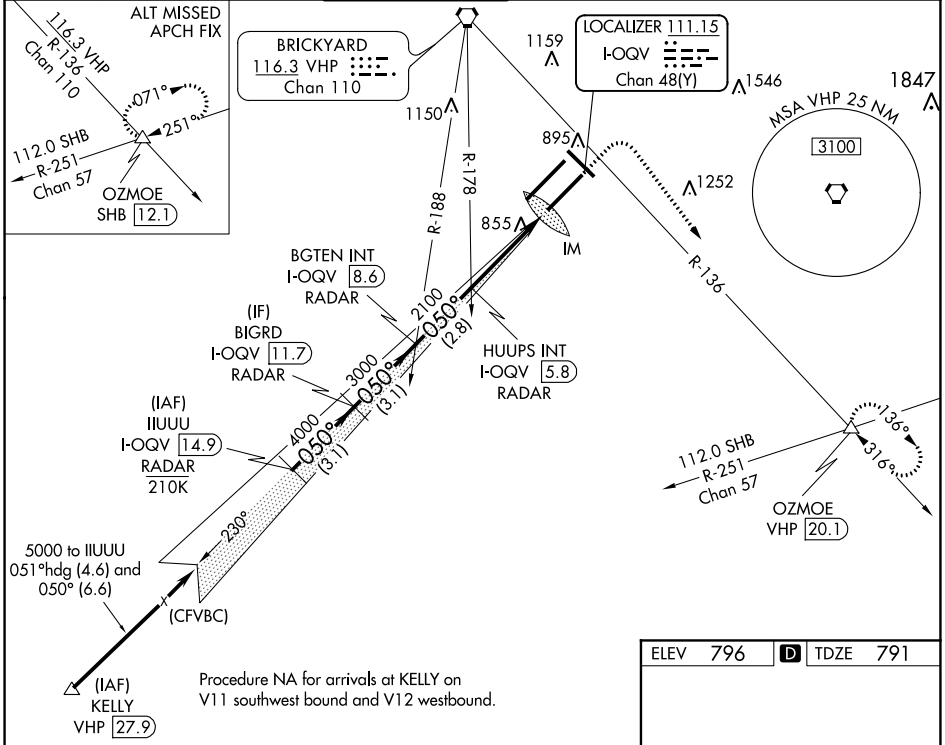 ALT MISSED
APCH FIX
116.3 VHP
R-136
Chan 110
071°
251°
112.0 SHB
R-251
Chan 57
OZMOE
SHB 12.1
BRICKYARD
116.3 VHP
Chan 110
LOCALIZER 111.15
I-OQV
Chan 48(Y)
1159
1546
1847
1150
895
MSA VHP 25 NM
3100
R-188
R-178
1252
855
IM
R-136
BGTEN INT
I-OQV 8.6
RADAR
2100
050°
(2.8)
(IF)
BIGRD
I-OQV 11.7
RADAR
3000
050°
(3.1)
HUUPS INT
I-OQV 5.8
RADAR
(IAF)
IIUUU
I-OQV 14.9
RADAR
210K
4000
050°
(3.1)
136°
316°
112.0 SHB
R-251
Chan 57
OZMOE
VHP 20.1
230°
5000 to IIUUU
051°hdg (4.6) and
050° (6.6)
(CFVBC)
(IAF)
KELLY
VHP 27.9
Procedure NA for arrivals at KELLY on
V11 southwest bound and V12 westbound.
ELEV 796 D TDZE 791